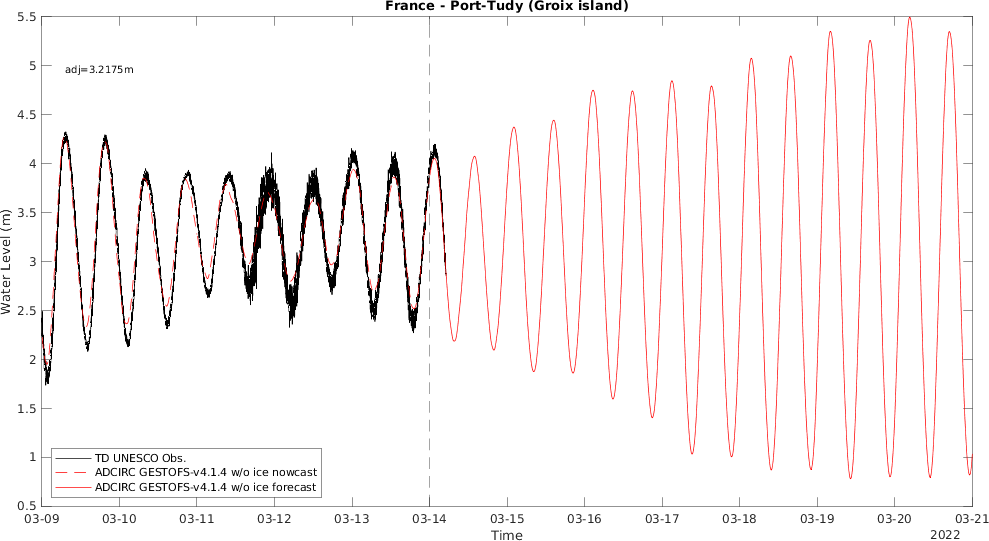 France - Port-Tudy (Groix island)
5.5
5
4.5
4
3.5
3
2.5
2
1.5
1
0.5
Water Level (m)
adj=3.2175m
TD UNESCO Obs.
ADCIRC GESTOFS-v4.1.4 w/o ice nowcast
ADCIRC GESTOFS-v4.1.4 w/o ice forecast
03-09 03-10 03-11 03-12 03-13 03-14 03-15 03-16 03-17 03-18 03-19 03-20 03-21
Time
2022